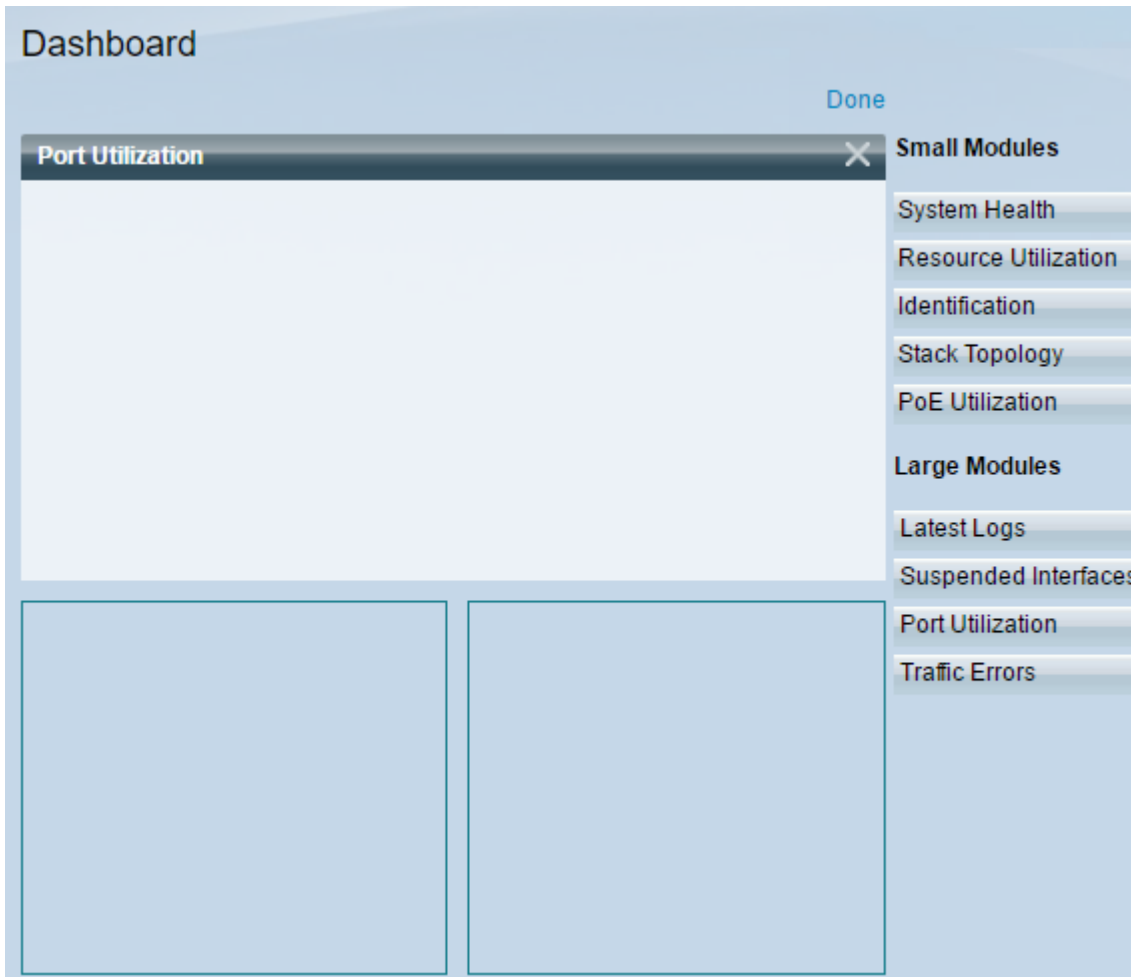 Dashboard
Done
Port Utilization
Small Modules
System Health
Resource Utilization
Identification
Stack Topology
PoE Utilization
Large Modules
Latest Logs
Suspended Interfaces
Port Utilization
Traffic Errors